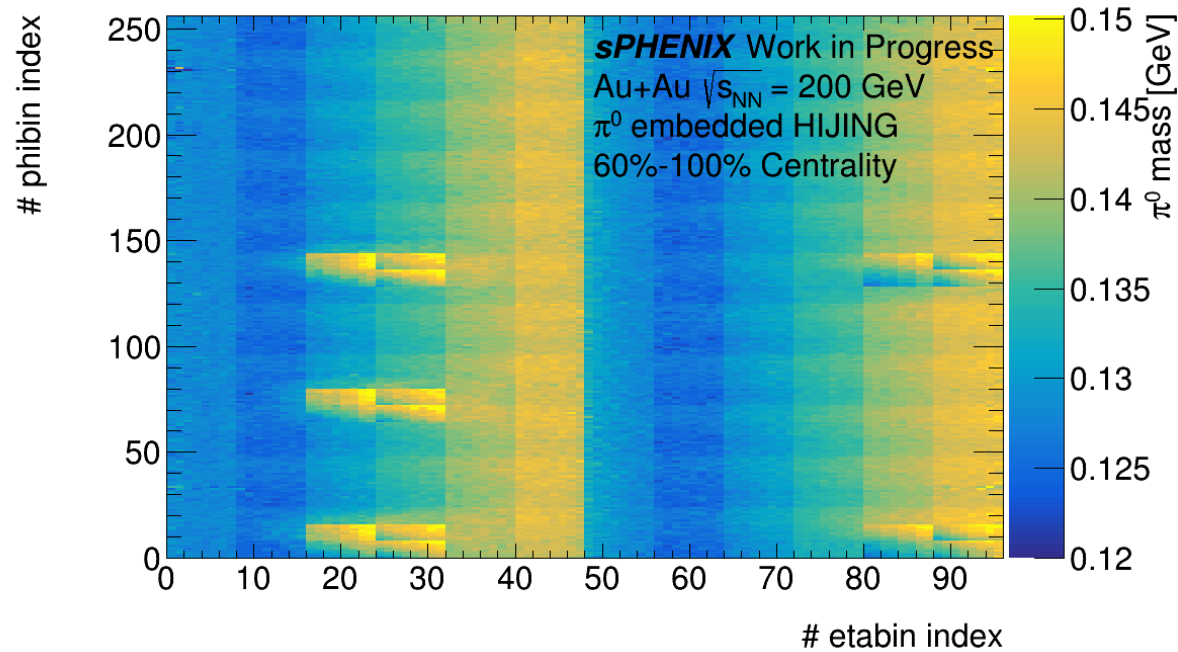 sPHENIX Work in Progress
Au+Au √sNN = 200 GeV
π0 embedded HIJING
60%-100% Centrality
# phibin index
250
200
150
100
50
0
0 10 20 30 40 50 60 70 80 90
# etabin index
0.15
0.145
0.14
0.135
0.13
0.125
0.12
π0 mass [GeV]